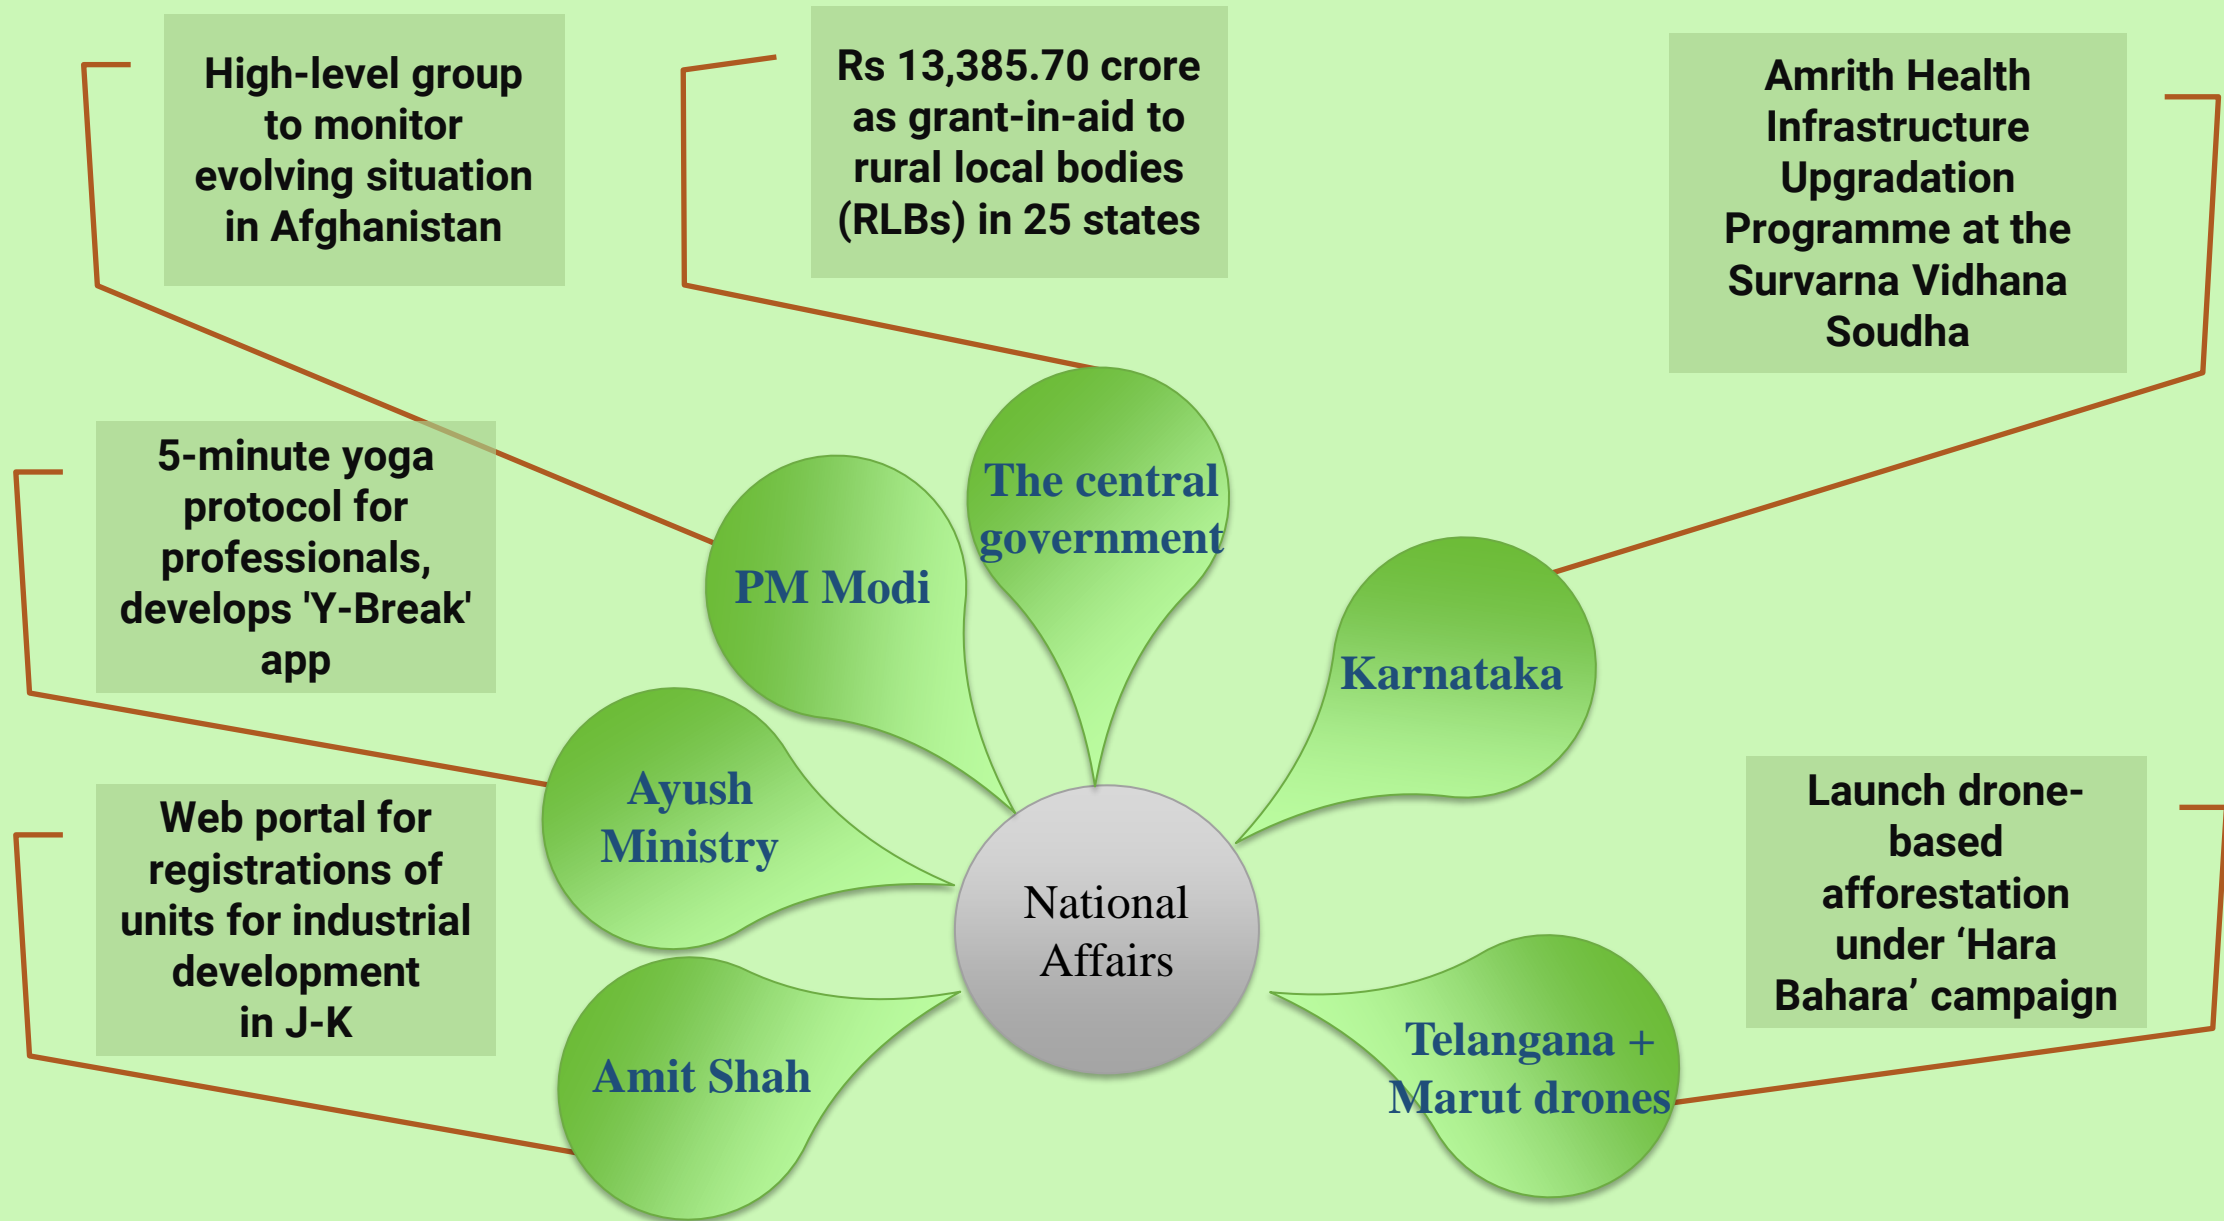 High-level group
to monitor
evolving situation
in Afghanistan
Rs 13,385.70 crore
as grant-in-aid to
rural local bodies
(RLBs) in 25 states
Amrith Health
Infrastructure
Upgradation
Programme at the
Survarna Vidhana
Soudha
5-minute yoga
protocol for
professionals,
develops 'Y-Break'
app
The central
government
PM Modi
Karnataka
Ayush
Ministry
Web portal for
registrations of
units for industrial
development
in J-K
Launch drone-
based
afforestation
under ‘Hara
Bahara’ campaign
National
Affairs
Amit Shah
Telangana +
Marut drones